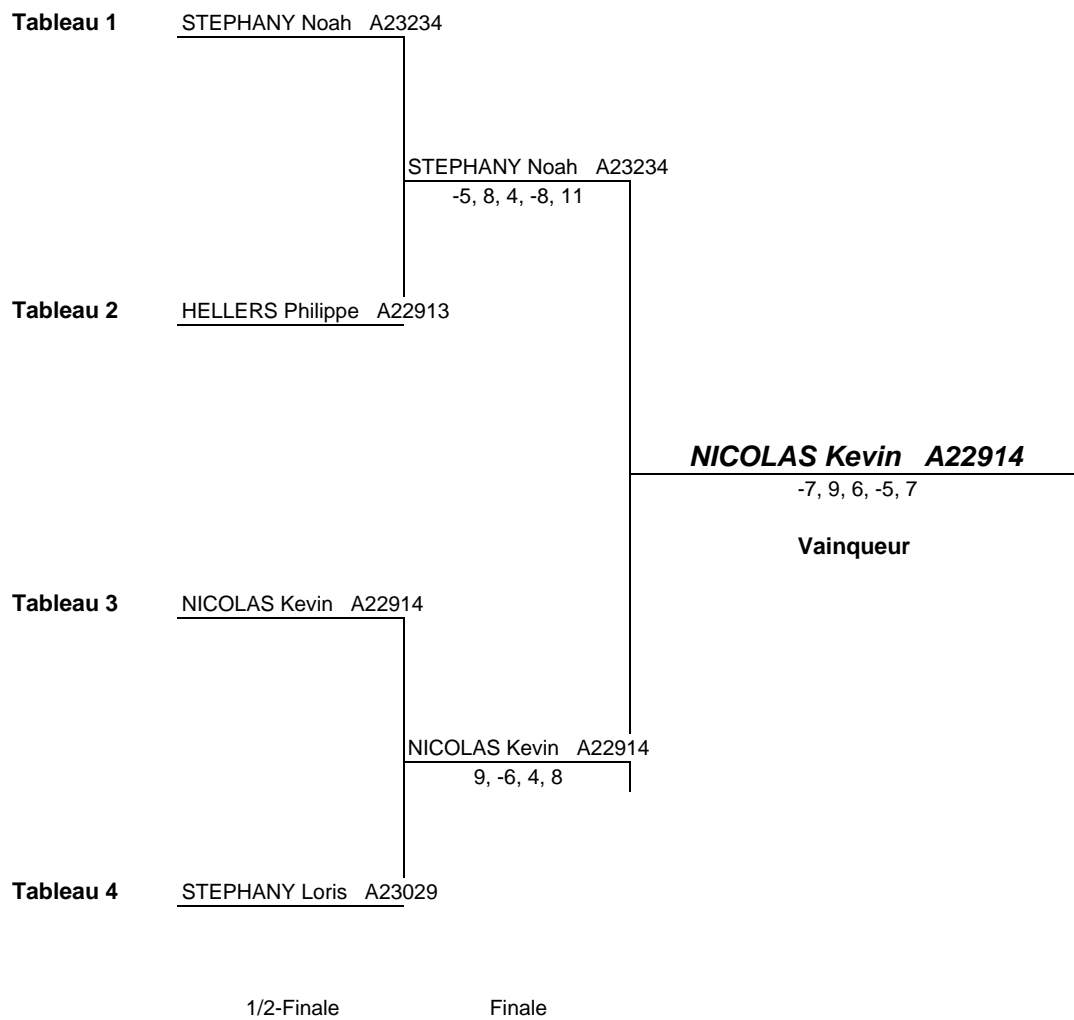 Tableau 1 STEPHANY Noah A23234
STEPHANY Noah A23234
-5, 8, 4, -8, 11
Tableau 2 HELLERS Philippe A22913
NICOLAS Kevin A22914
-7, 9, 6, -5, 7
Vainqueur
Tableau 3 NICOLAS Kevin A22914
NICOLAS Kevin A22914
9, -6, 4, 8
Tableau 4 STEPHANY Loris A23029
1/2-Finale Finale